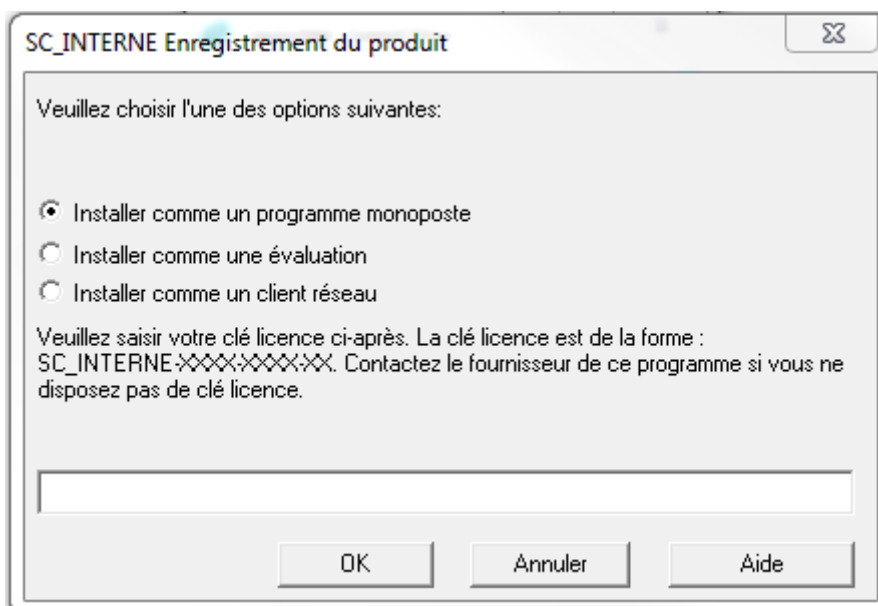 SC_INTERNE Enregistrement du produit
Veuillez choisir l'une des options suivantes:
Installer comme un programme monoposte
Installer comme une évaluation
Installer comme un client réseau
Veuillez saisir votre clé licence ci-après. La clé licence est de la forme :
SC_INTERNE-XXXX-XXXX-XX. Contactez le fournisseur de ce programme si vous ne
disposez pas de clé licence.
OK
Annuler
Aide